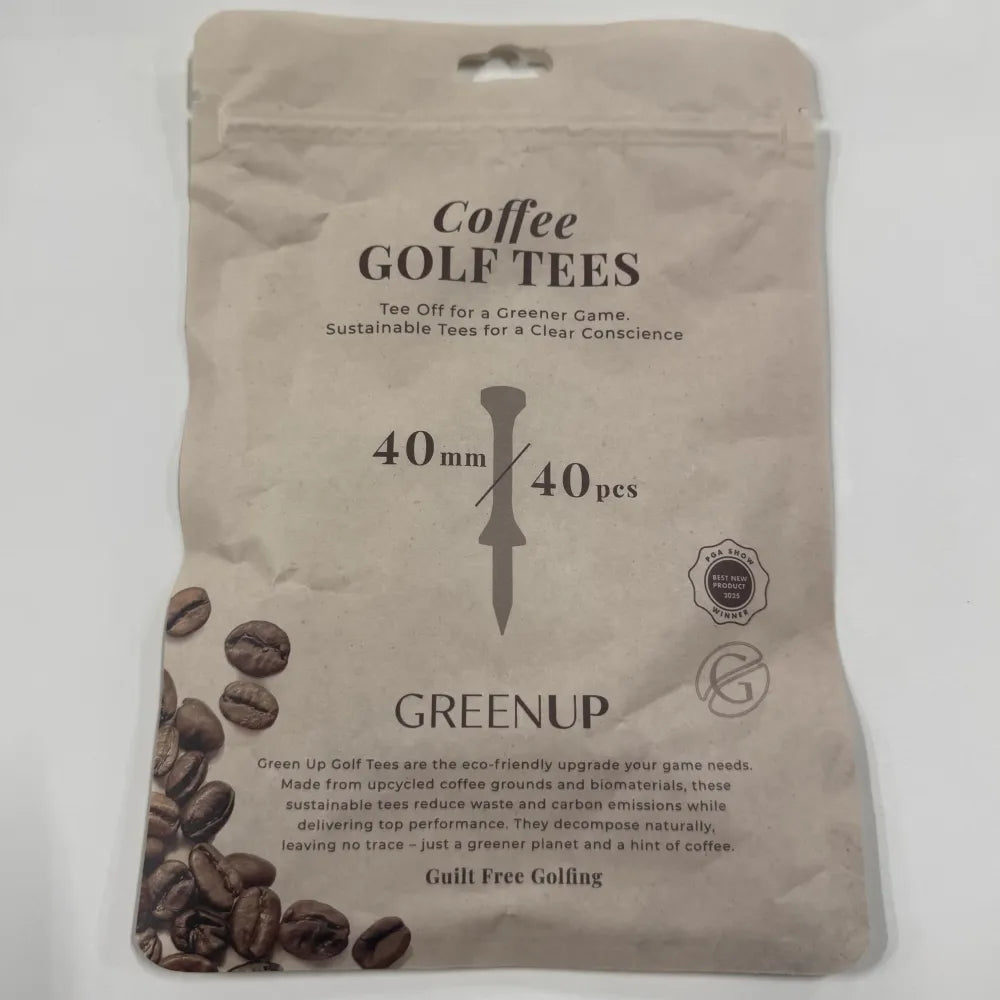 Coffee
GOLF TEES
Tee Off for a Greener Game.
Sustainable Tees for a Clear Conscience
40mm / 40pcs
PGA SHOW
BEST NEW
PRODUCT
2025
WINNER
G
GREENUP
Green Up Golf Tees are the eco-friendly upgrade your game needs.
Made from upcycled coffee grounds and biomaterials, these
sustainable tees reduce waste and carbon emissions while
delivering top performance. They decompose naturally,
leaving no trace – just a greener planet and a hint of coffee.
Guilt Free Golfing